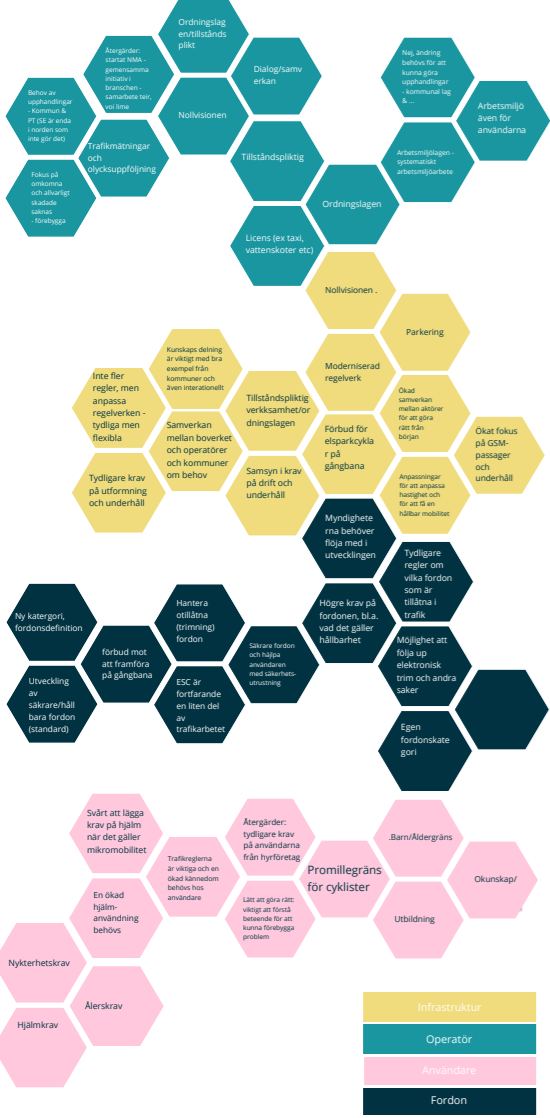 Ordningslag
en/tillstånds
plikt
Återgärder:
startat NMA -
gemensamma
initiativ i
branschen -
samarbete teir,
voi lime
Dialog/samv
erkan
Behov av
upphandlingar
- Kommun &
PT (SE är enda
i norden som
inte gör det)
Nollvisionen
Trafikmätningar
och
olycksuppföljning
Tillståndspliktig
Fokus på
omkomna
och allvarligt
skadade
saknas
- förebygga
Licens (ex taxi,
vattenskoter etc)
Nej, ändring
behövs för att
kunna göra
upphandlingar
- kommunal lag
& ...
Arbetsmiljö
även för
användarna
Arbetsmiljölagen -
systematiskt
arbetsmiljöarbete
Ordningslagen
Nollvisionen .
Parkering
Kunskaps delning
är viktigt med bra
exempel från
kommuner och
även interationellt
Moderniserad
regelverk
Inte fler
regler, men
anpassa
regelverken -
tydliga men
flexibla
Tillståndspliktig
verkksamhet/or
dningslagen
Ökad
samverkan
mellan aktörer
för att göra
rätt från
början
Samverkan
mellan boverket
och operatörer
och kommuner
om behov
Förbud för
elsparkcykla
r på
gångbana
Ökat fokus
på GSM-
passager
och
underhåll
Tydligare krav
på utformning
och underhåll
Samsyn i krav
på drift och
underhåll
Anpassningar
för att anpassa
hastighet och
för att få en
hållbar mobilitet
Myndighete
rna behöver
flöja med i
utvecklingen
Tydligare
regler om
vilka fordon
som är
tillåtna i
trafik
Ny katergori,
fordonsdefinition
Hantera
otillåtna
(trimning)
fordon
Högre krav på
fordonen, bl.a.
vad det gäller
hållbarhet
förbud mot
att framföra
på gångbana
Säkrare fordon
och hjälpa
användaren
med säkerhets-
utrustning
Möjlighet att
följa up
elektronisk
trim och andra
saker
Utveckling
av
säkrare/håll
bara fordon
(standard)
ESC är
fortfarande
en liten del
av
trafikarbetet
Egen
fordonskate
gori
Svårt att lägga
krav på hjälm
när det gäller
mikromobilitet
Återgärder:
tydligare krav
på användarna
från hyrföretag
.Barn/Åldergräns
Trafikreglerna
är viktiga och en
ökad kännedom
behövs hos
användare
Promillegräns
för cyklister
Okunskap/
En ökad
hjälm-
användning
behövs
Lätt att göra rätt:
viktigt att förstå
beteende för att
kunna förebygga
problem
Utbildning
Nykterhetskrav
Ålerskrav
Hjälmkrav
Infrastruktur
Operatör
Användare
Fordon